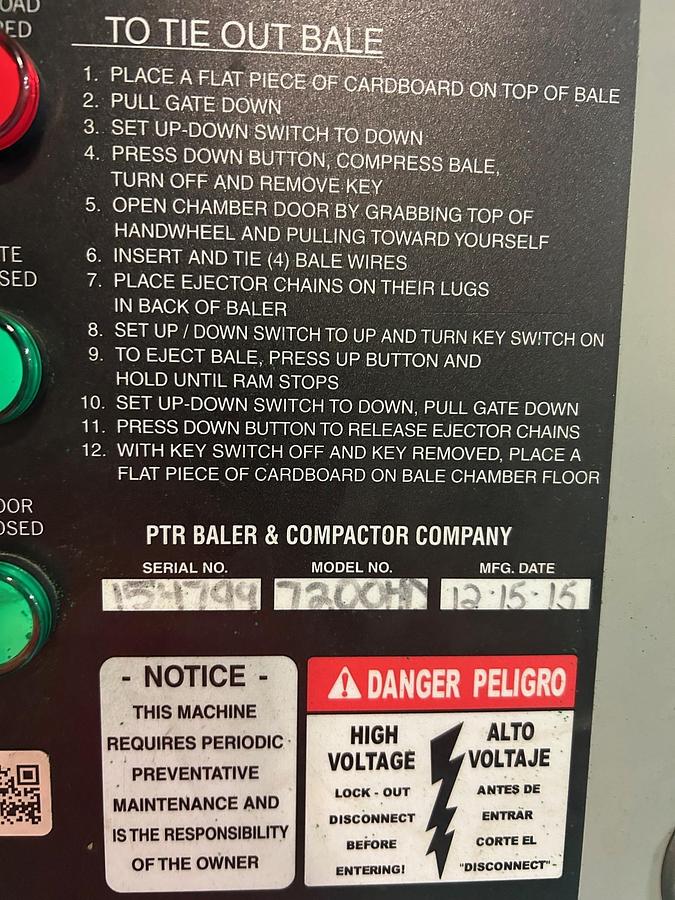 OAD
PED
TO TIE OUT BALE
1. PLACE A FLAT PIECE OF CARDBOARD ON TOP OF BALE
2. PULL GATE DOWN
3. SET UP-DOWN SWITCH TO DOWN
4. PRESS DOWN BUTTON, COMPRESS BALE,
TURN OFF AND REMOVE KEY
5. OPEN CHAMBER DOOR BY GRABBING TOP OF
HANDWHEEL AND PULLING TOWARD YOURSELF
6. INSERT AND TIE (4) BALE WIRES
7. PLACE EJECTOR CHAINS ON THEIR LUGS
IN BACK OF BALER
8. SET UP / DOWN SWITCH TO UP AND TURN KEY SWITCH ON
9. TO EJECT BALE, PRESS UP BUTTON AND
HOLD UNTIL RAM STOPS
10. SET UP-DOWN SWITCH TO DOWN, PULL GATE DOWN
11. PRESS DOWN BUTTON TO RELEASE EJECTOR CHAINS
12. WITH KEY SWITCH OFF AND KEY REMOVED, PLACE A
FLAT PIECE OF CARDBOARD ON BALE CHAMBER FLOOR
TE
SED
OOR
OSED
PTR BALER & COMPACTOR COMPANY
SERIAL NO. MODEL NO. MFG. DATE
154799 7200HD 12·15·15
- NOTICE -
THIS MACHINE
REQUIRES PERIODIC
PREVENTATIVE
MAINTENANCE AND
IS THE RESPONSIBILITY
OF THE OWNER
DANGER PELIGRO
HIGH
VOLTAGE
LOCK - OUT
DISCONNECT
BEFORE
ENTERING!
ALTO
VOLTAJE
ANTES DE
ENTRAR
CORTE EL
"DISCONNECT"